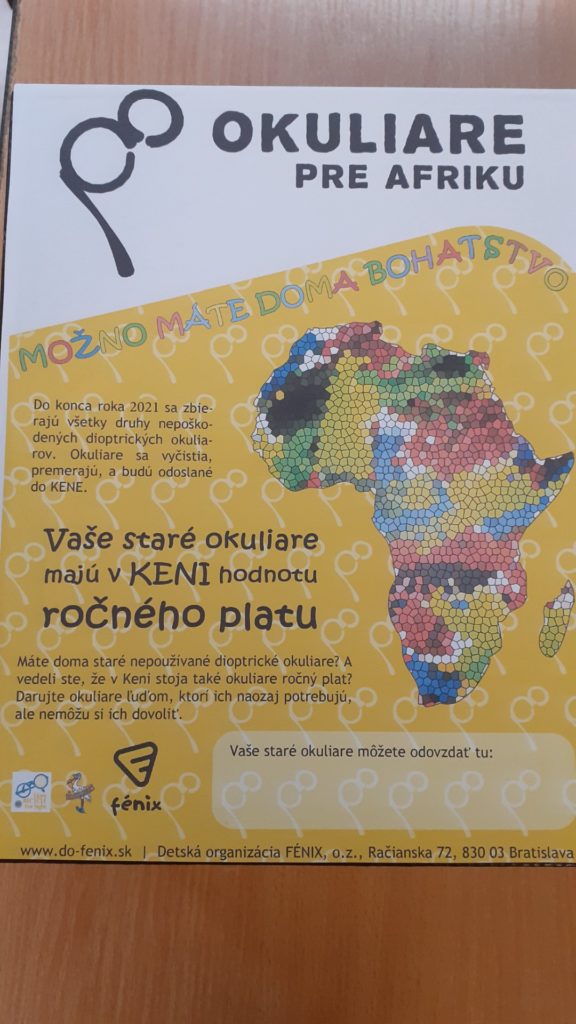 OKULIARE
PRE AFRIKU
MOŽNO MÁTE DOMA BOHATSTVO
Do konca roka 2021 sa zbie-
rajú všetky druhy nepoško-
dených dioptrických okulia-
rov. Okuliare sa vyčistia,
premerajú, a budú odoslané
do KENE.
Vaše staré okuliare
majú v KENI hodnotu
ročného platu
Máte doma staré nepoužívané dioptrické okuliare? A
vedeli ste, že v Keni stoja také okuliare ročný plat?
Darujte okuliare ľuďom, ktorí ich naozaj potrebujú,
ale nemôžu si ich dovoliť.
Vaše staré okuliare môžete odovzdať tu:
fénix
www.do-fenix.sk | Detská organizácia FÉNIX, o.z., Račianska 72, 830 03 Bratislava